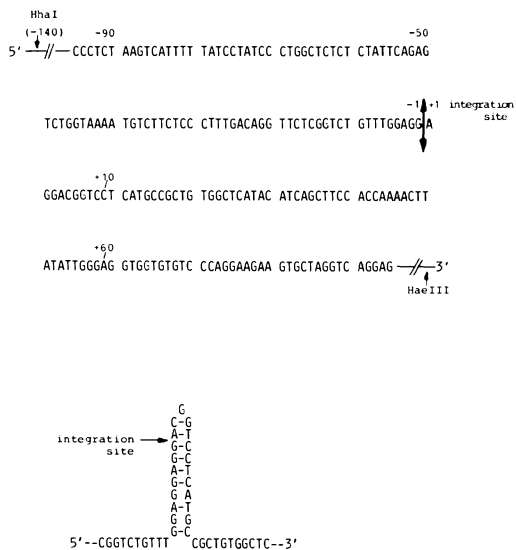 HhaI
(-140) -90 -50
5' —//— CCCTCT AAGTCATTTT TATCCTATCC CTGGCTCTCT CTATTCAGAG
-1 +1 integration
site
TCTGGTAAAA TGTCTTCTCC CTTTGACAGG TTCTCGGTCT GTTTGGAGG A
+10
GGACGGTCCT CATGCCGCTG TGGCTCATAC ATCAGCTTCC ACCAAAACTT
+60
ATATTGGGAG GTGGTGTGTC CCAGGAAGAA GTGCTAGGTC AGGAG —//— 3'
HaeIII
G
C-G
integration
site
A-T
G-C
G-C
A-T
G-C
G A
A-T
G G
G-C
5'--CGGTCTGTTT CGCTGTGGCTC--3'